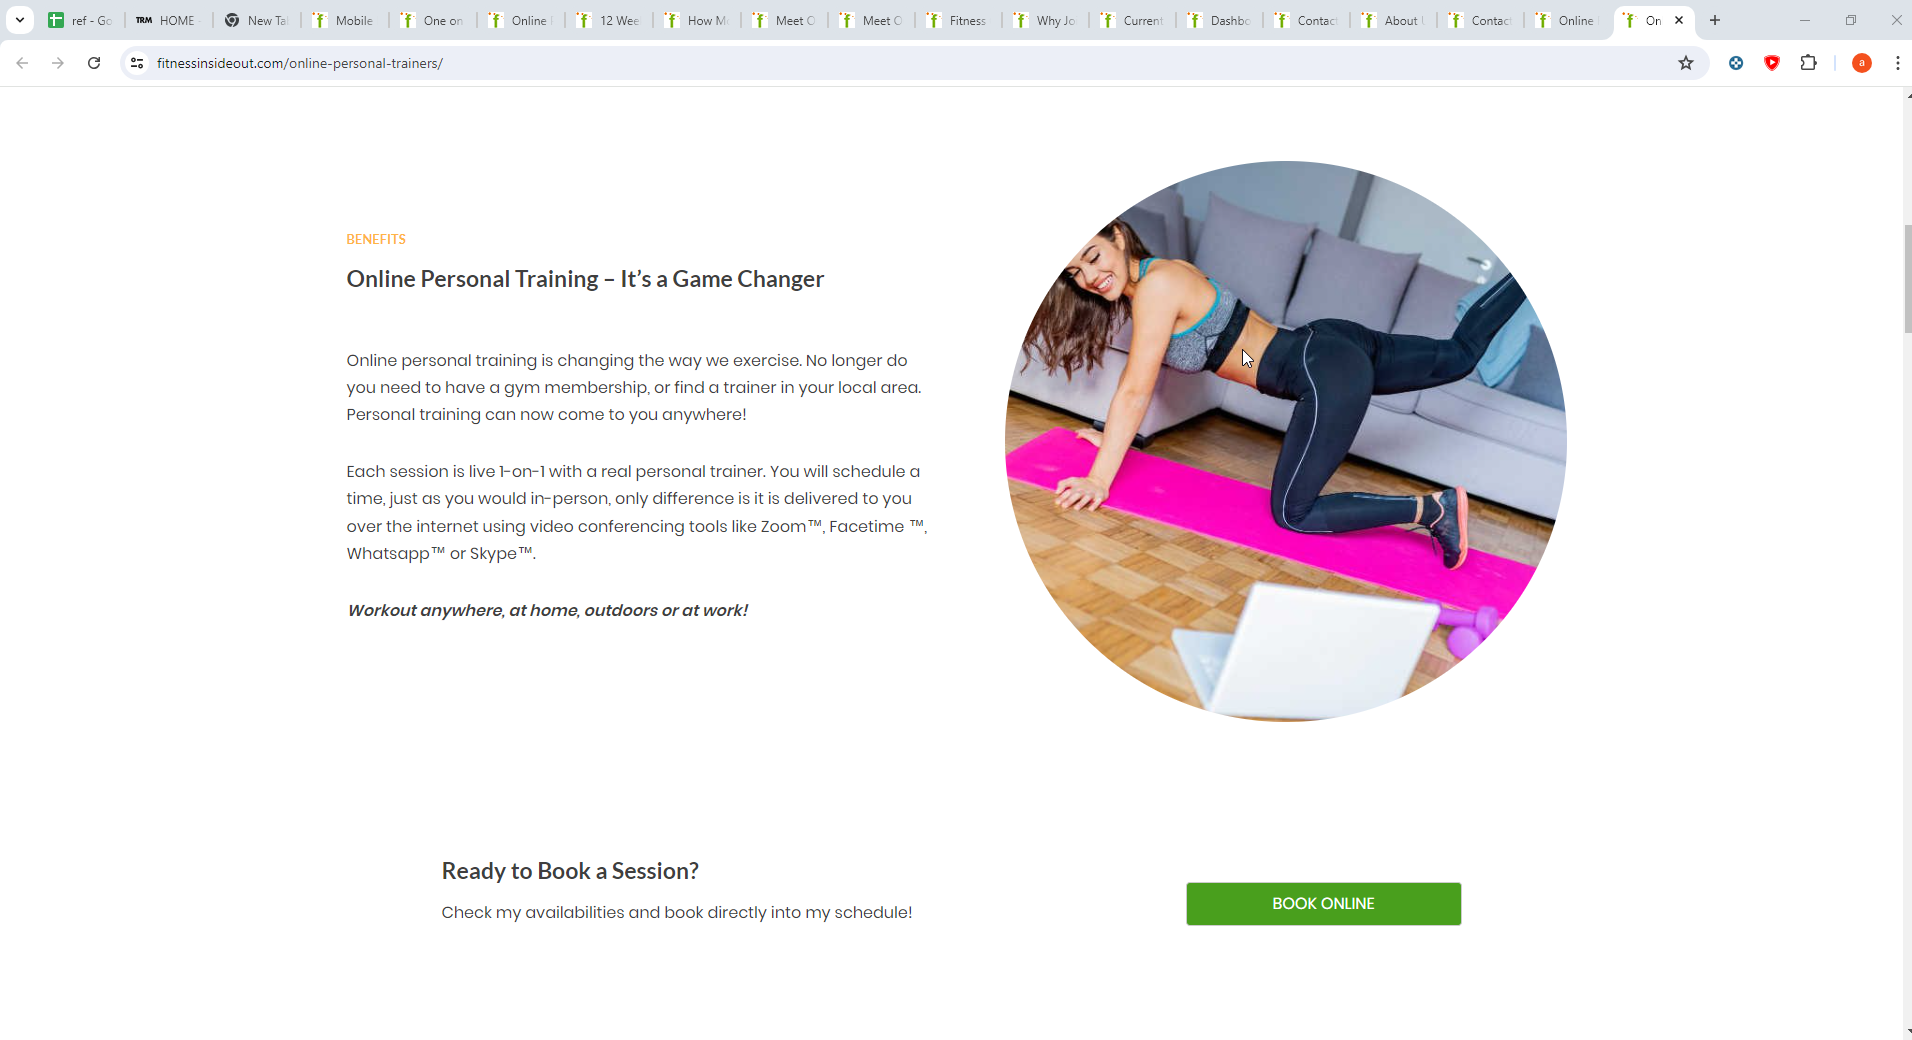 ref - Go
TRM HOME
New Ta
Mobile
One on
Online
12 Wee
How M
Meet O
Meet O
Fitness
Why Jo
Current
Dashbo
Contac
About
Contac
Online
On
fitnessinsideout.com/online-personal-trainers/
a
BENEFITS
Online Personal Training – It’s a Game Changer
Online personal training is changing the way we exercise. No longer do
you need to have a gym membership, or find a trainer in your local area.
Personal training can now come to you anywhere!
Each session is live 1-on-1 with a real personal trainer. You will schedule a
time, just as you would in-person, only difference is it is delivered to you
over the internet using video conferencing tools like Zoom™, Facetime ™,
Whatsapp™ or Skype™.
Workout anywhere, at home, outdoors or at work!
Ready to Book a Session?
Check my availabilities and book directly into my schedule!
BOOK ONLINE